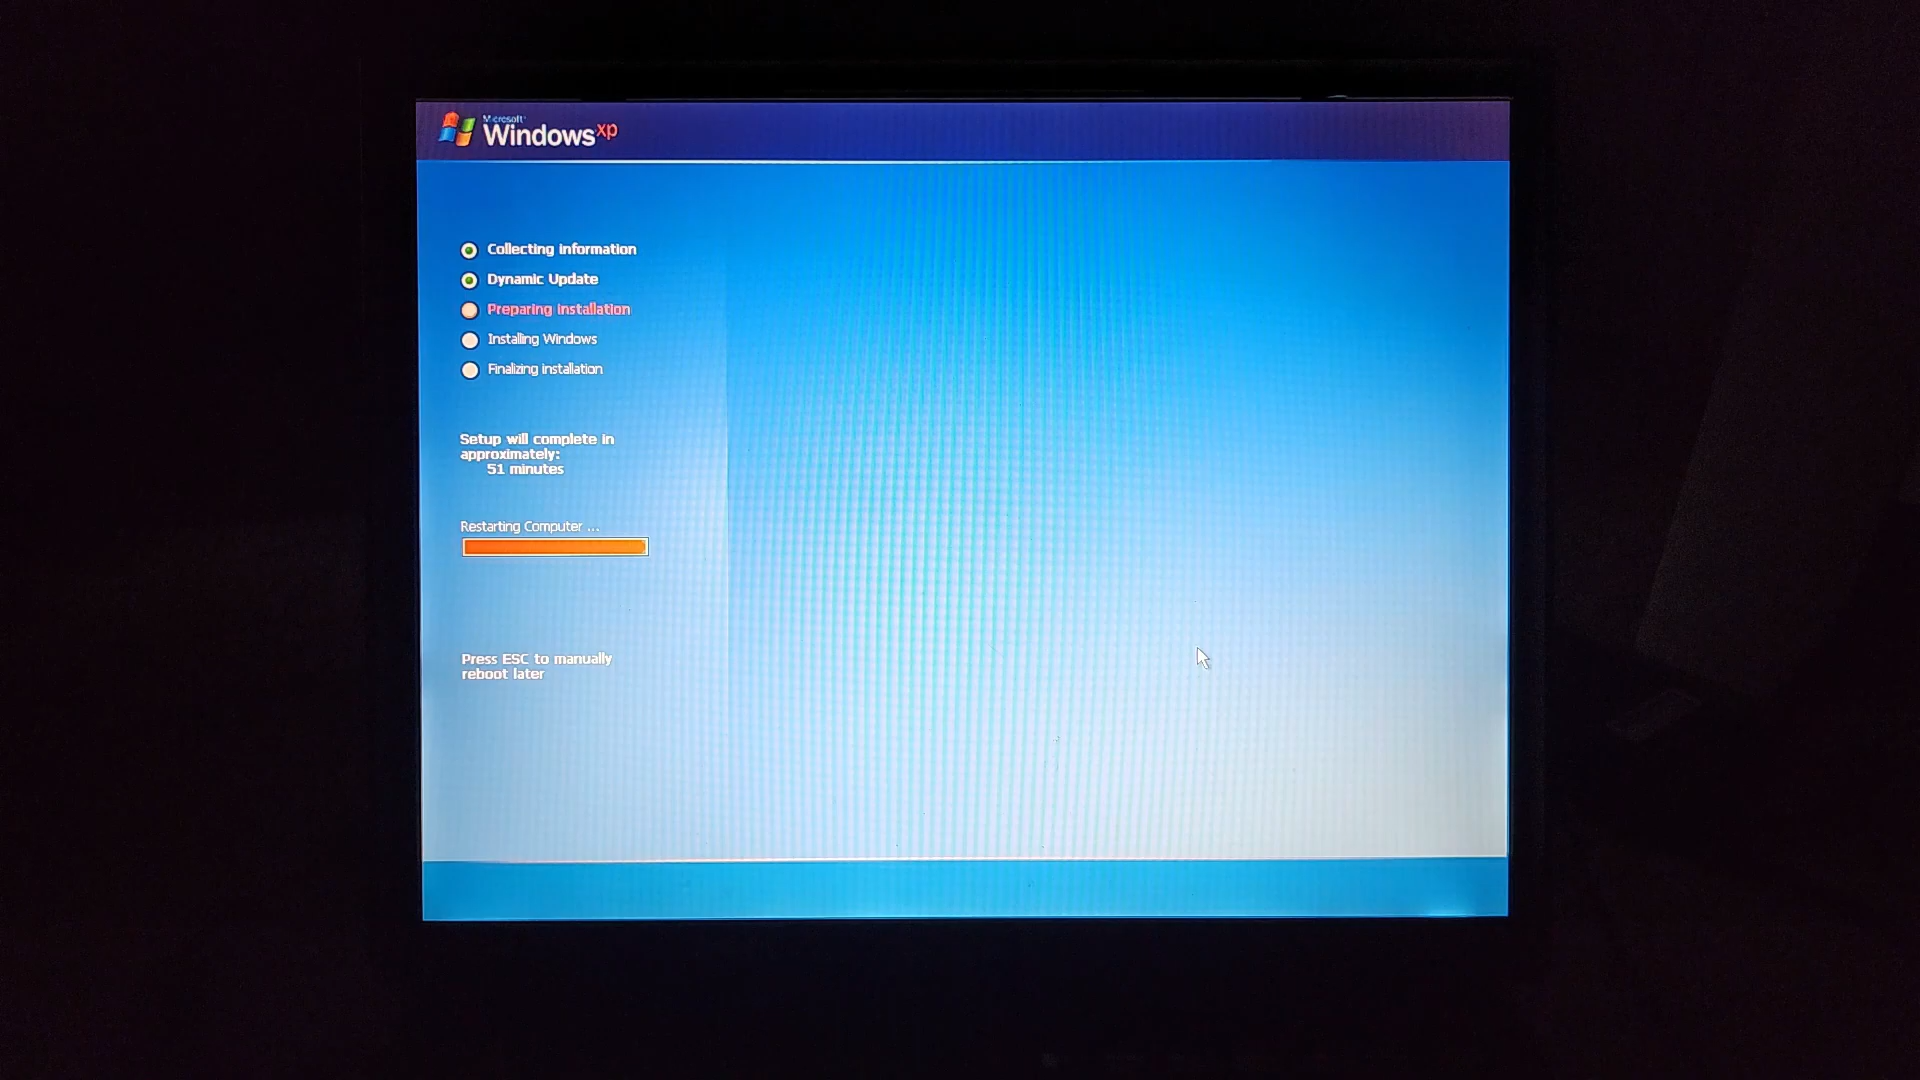 Microsoft
Windows xp
Collecting information
Dynamic Update
Preparing installation
Installing Windows
Finalizing installation
Setup will complete in
approximately:
51 minutes
Restarting Computer ...
Press ESC to manually
reboot later